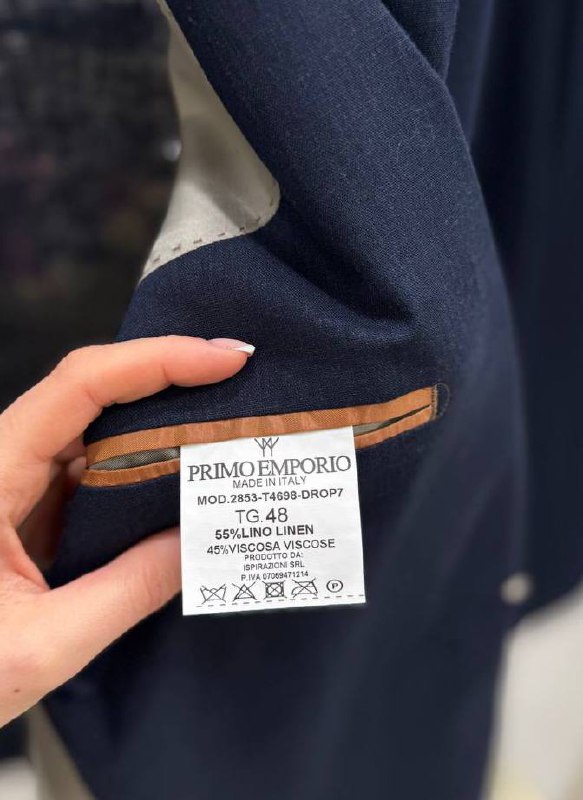 PRIMO EMPORIO
MADE IN ITALY
MOD.2853-T4698-DROP7
TG.48
55%LINO LINEN
45%VISCOSA VISCOSE
PRODOTTO DA:
ISPIRAZIONI SRL
P.IVA 07069471214
P